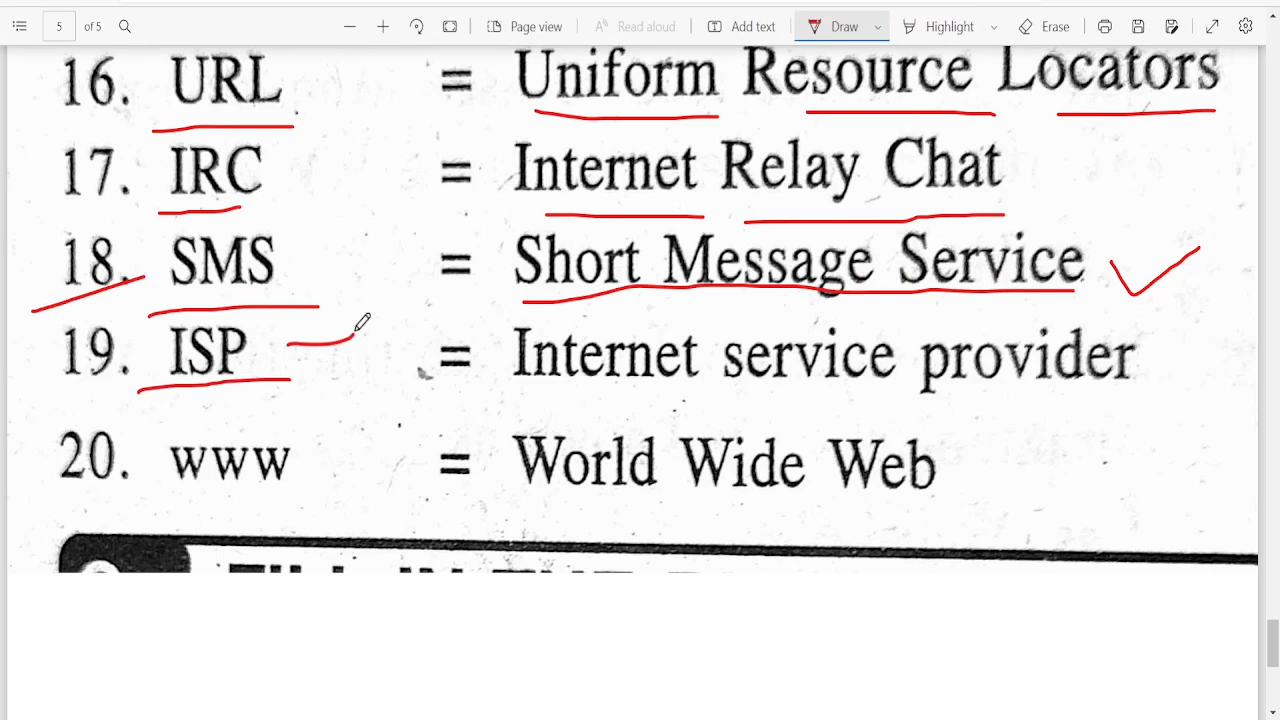 5 of 5 Page view Read aloud Add text Draw Highlight Erase
16. URL = Uniform Resource Locators
17. IRC = Internet Relay Chat
18. SMS = Short Message Service
19. ISP = Internet service provider
20. www = World Wide Web